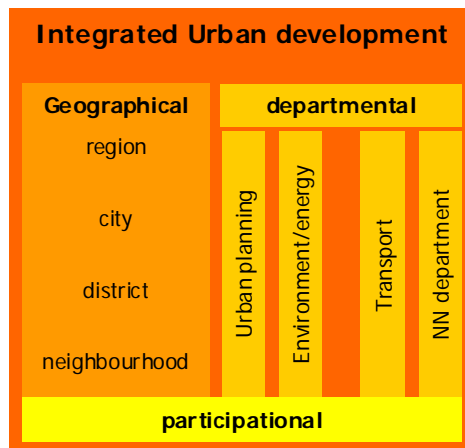 Integrated Urban development
Geographical
region
city
district
neighbourhood
departmental
Urban planning
Environment/energy
Transport
NN department
participational